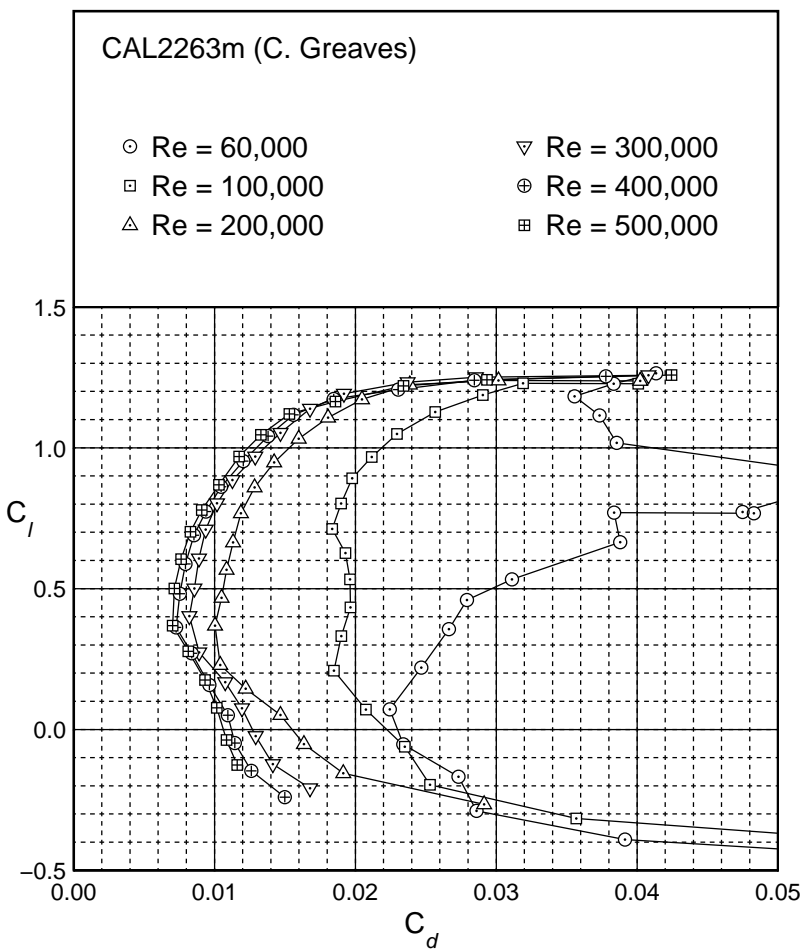 CAL2263m (C. Greaves)
Re = 60,000
Re = 100,000
Re = 200,000
Re = 300,000
Re = 400,000
Re = 500,000
1.5
1.0
0.5
0.0
−0.5
C_l
0.00 0.01 0.02 0.03 0.04 0.05
C_d